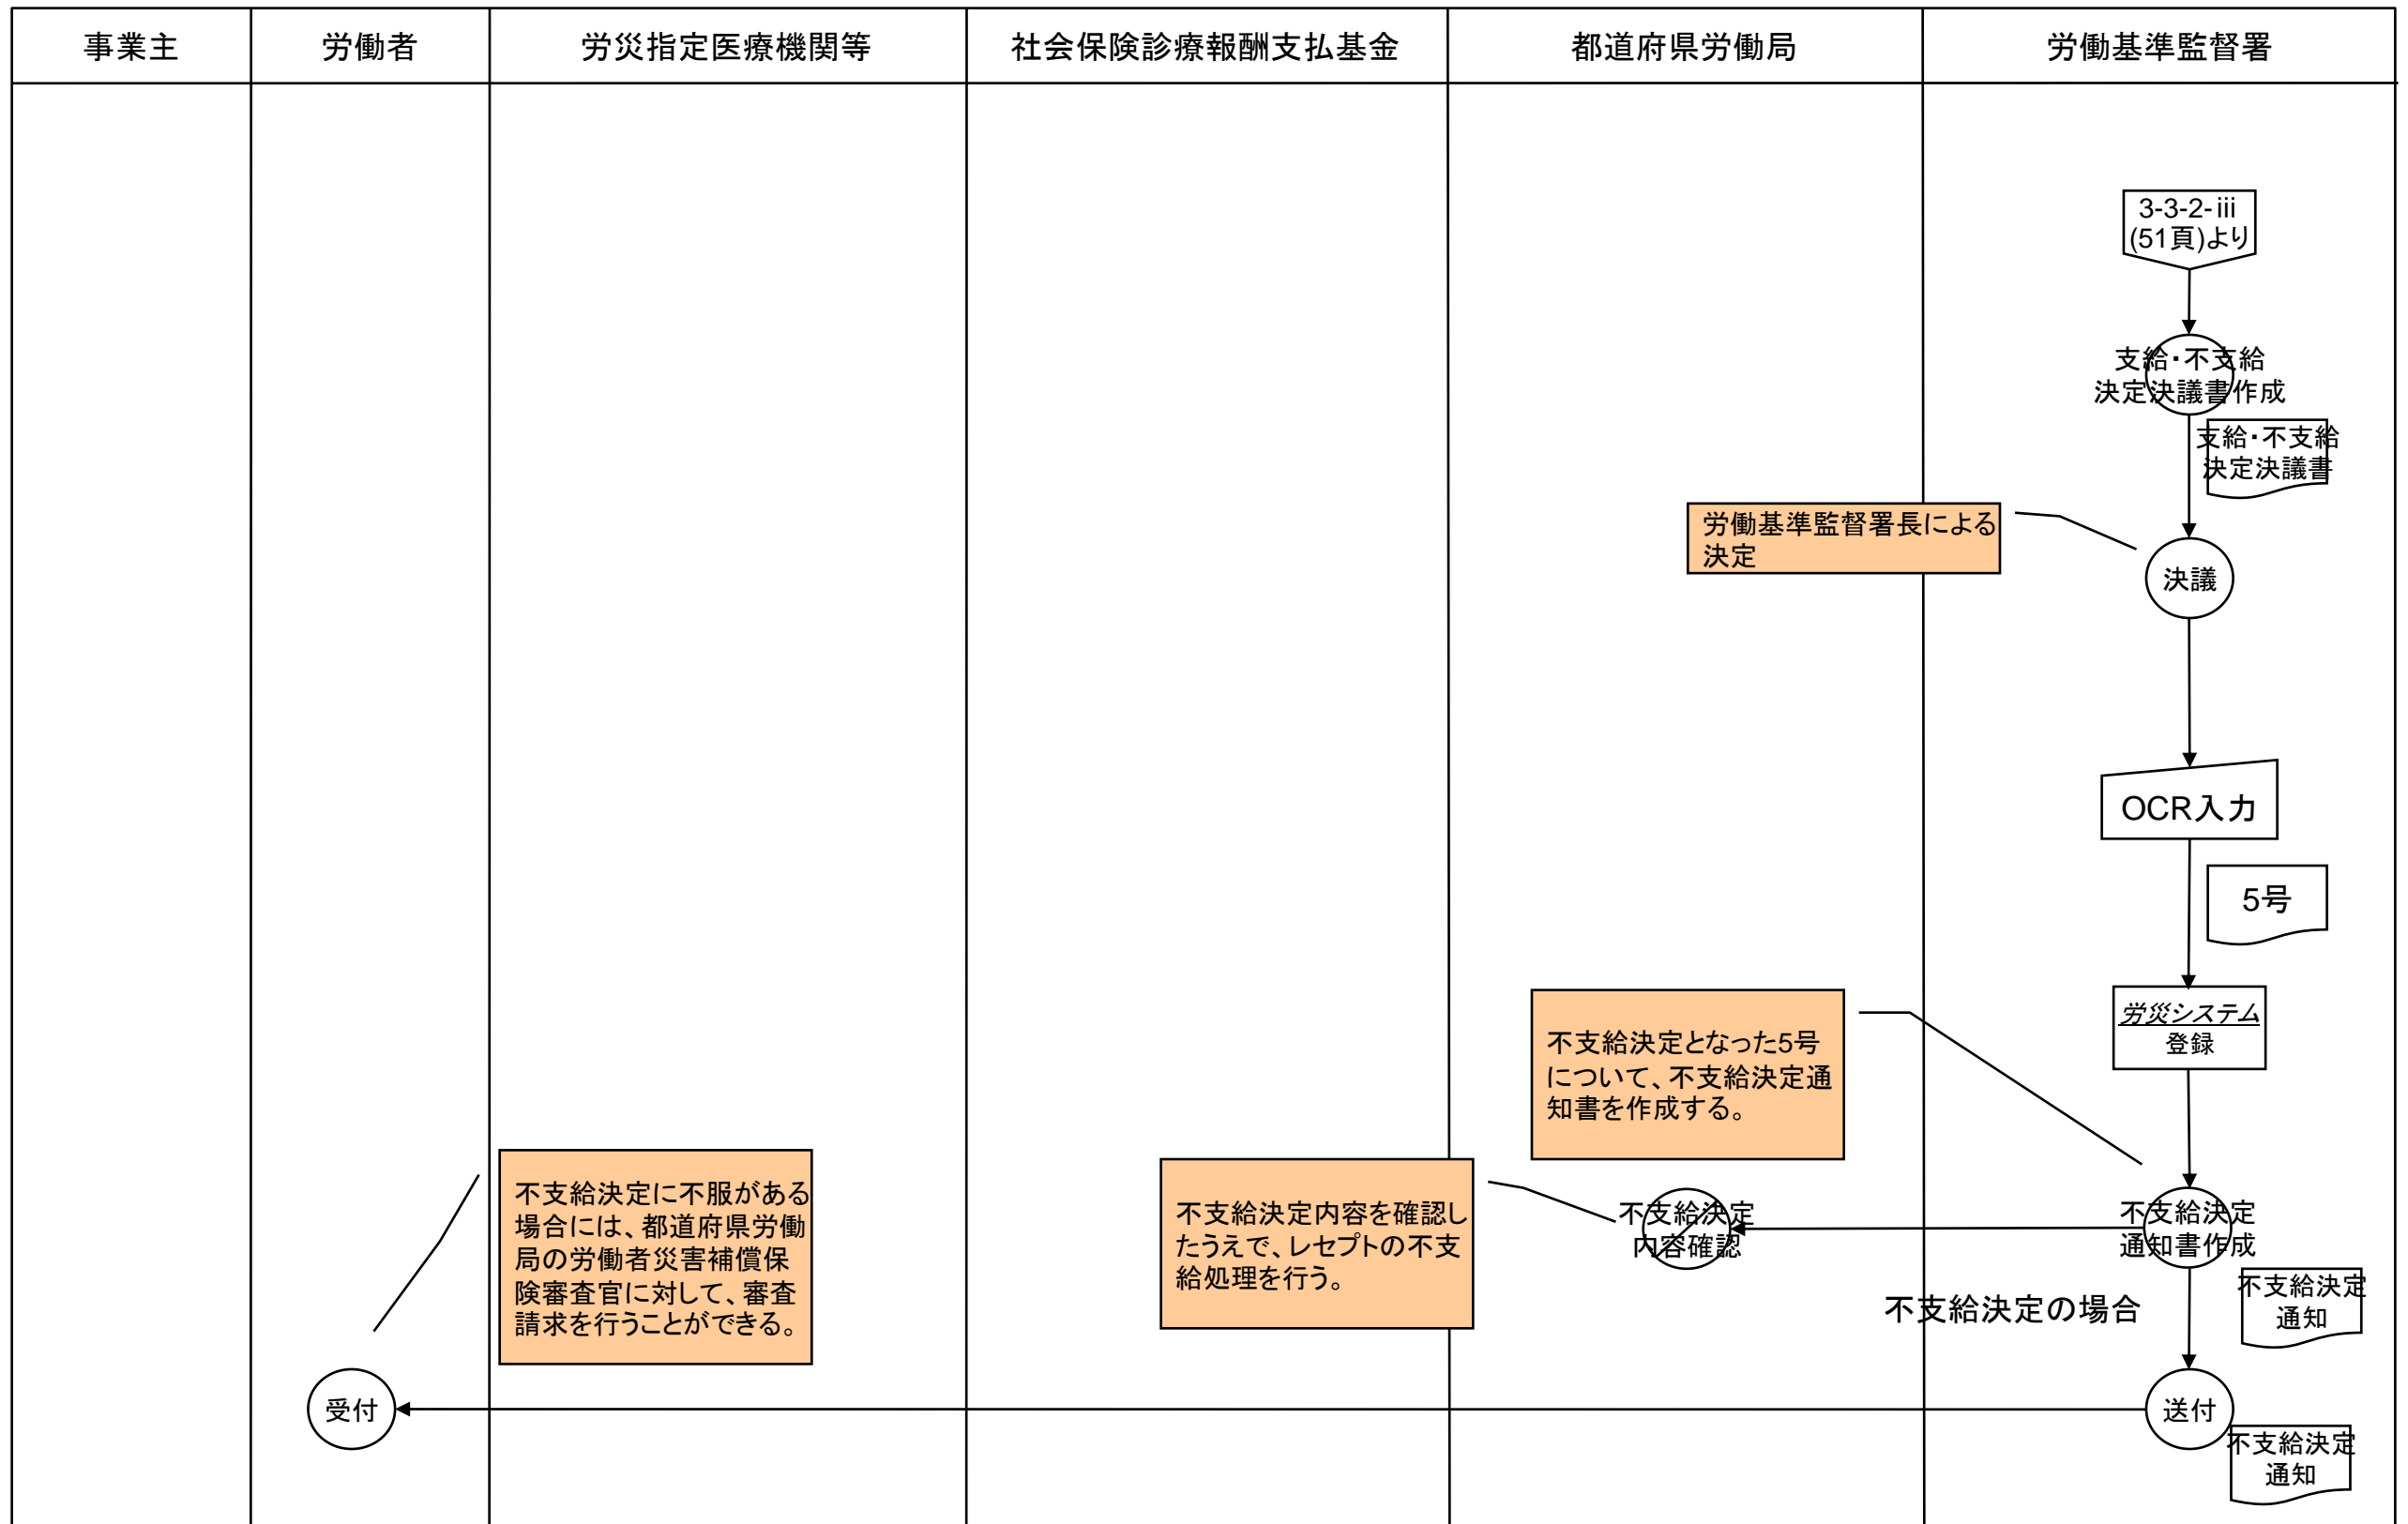 事業主
労働者
労災指定医療機関等
社会保険診療報酬支払基金
都道府県労働局
労働基準監督署
3-3-2-ⅲ
(51頁)より
支給・不支給
決定決議書作成
支給・不支給
決定決議書
労働基準監督署長による
決定
決議
OCR入力
5号
労災システム
登録
不支給決定となった5号
について、不支給決定通
知書を作成する。
不支給決定に不服がある
場合には、都道府県労働
局の労働者災害補償保
険審査官に対して、審査
請求を行うことができる。
不支給決定内容を確認し
たうえで、レセプトの不支
給処理を行う。
不支給決定
内容確認
不支給決定
通知書作成
不支給決定の場合
不支給決定
通知
受付
送付
不支給決定
通知